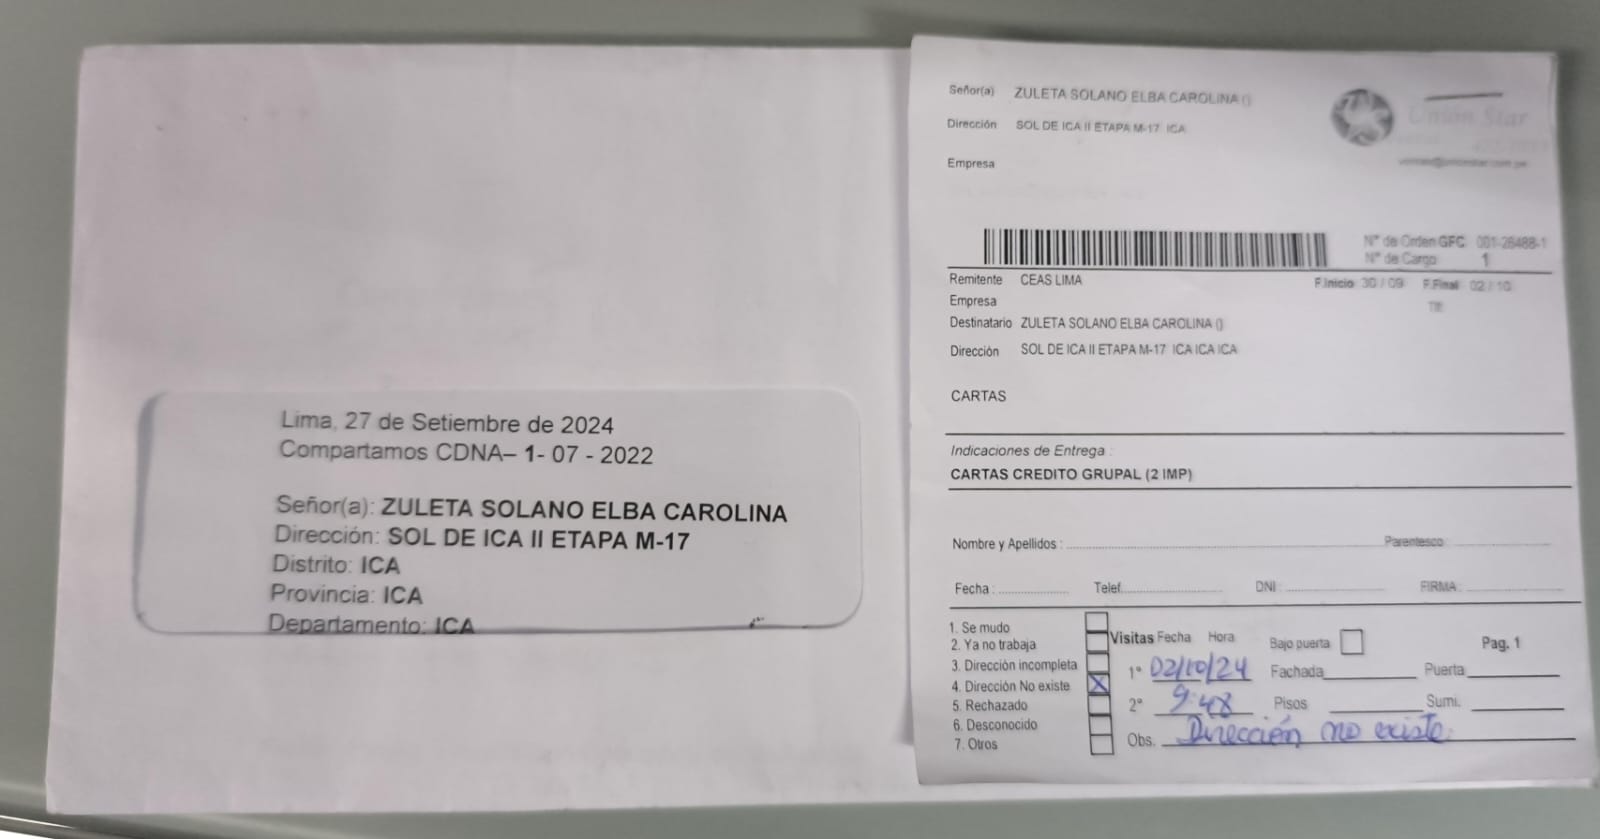 Lima, 27 de Setiembre de 2024
Compartamos CDNA– 1- 07 - 2022
Señor(a): ZULETA SOLANO ELBA CAROLINA
Dirección: SOL DE ICA II ETAPA M-17
Distrito: ICA
Provincia: ICA
Departamento: ICA
Señor(a) ZULETA SOLANO ELBA CAROLINA ()
Dirección SOL DE ICA II ETAPA M-17 ICA
Empresa
Union Star
N° de Orden GFC 001-26488-1
N° de Cargo 1
Remitente CEAS LIMA F.Inicio 30 / 09 F.Final 02 / 10
Empresa
Destinatario ZULETA SOLANO ELBA CAROLINA ()
Dirección SOL DE ICA II ETAPA M-17 ICA ICA ICA
CARTAS
Indicaciones de Entrega :
CARTAS CREDITO GRUPAL (2 IMP)
Nombre y Apellidos : Parentesco
Fecha : Telef. DNI : FIRMA :
1. Se mudo
2. Ya no trabaja
3. Dirección incompleta
4. Dirección No existe X
5. Rechazado
6. Desconocido
7. Otros
Visitas Fecha Hora Bajo puerta Pag. 1
1° 02/10/24 Fachada Puerta
2° 9:48 Pisos Sumi.
Obs. Dirección no existe.